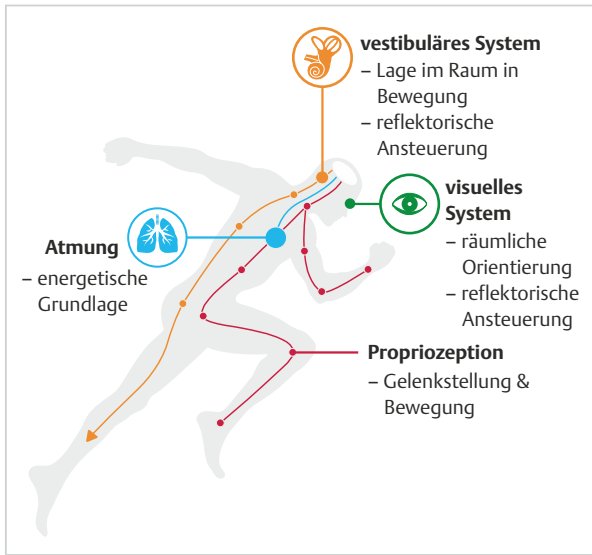 vestibuläres System
– Lage im Raum in
Bewegung
– reflektorische
Ansteuerung
visuelles
System
– räumliche
Orientierung
– reflektorische
Ansteuerung
Atmung
– energetische
Grundlage
Propriozeption
– Gelenkstellung &
Bewegung